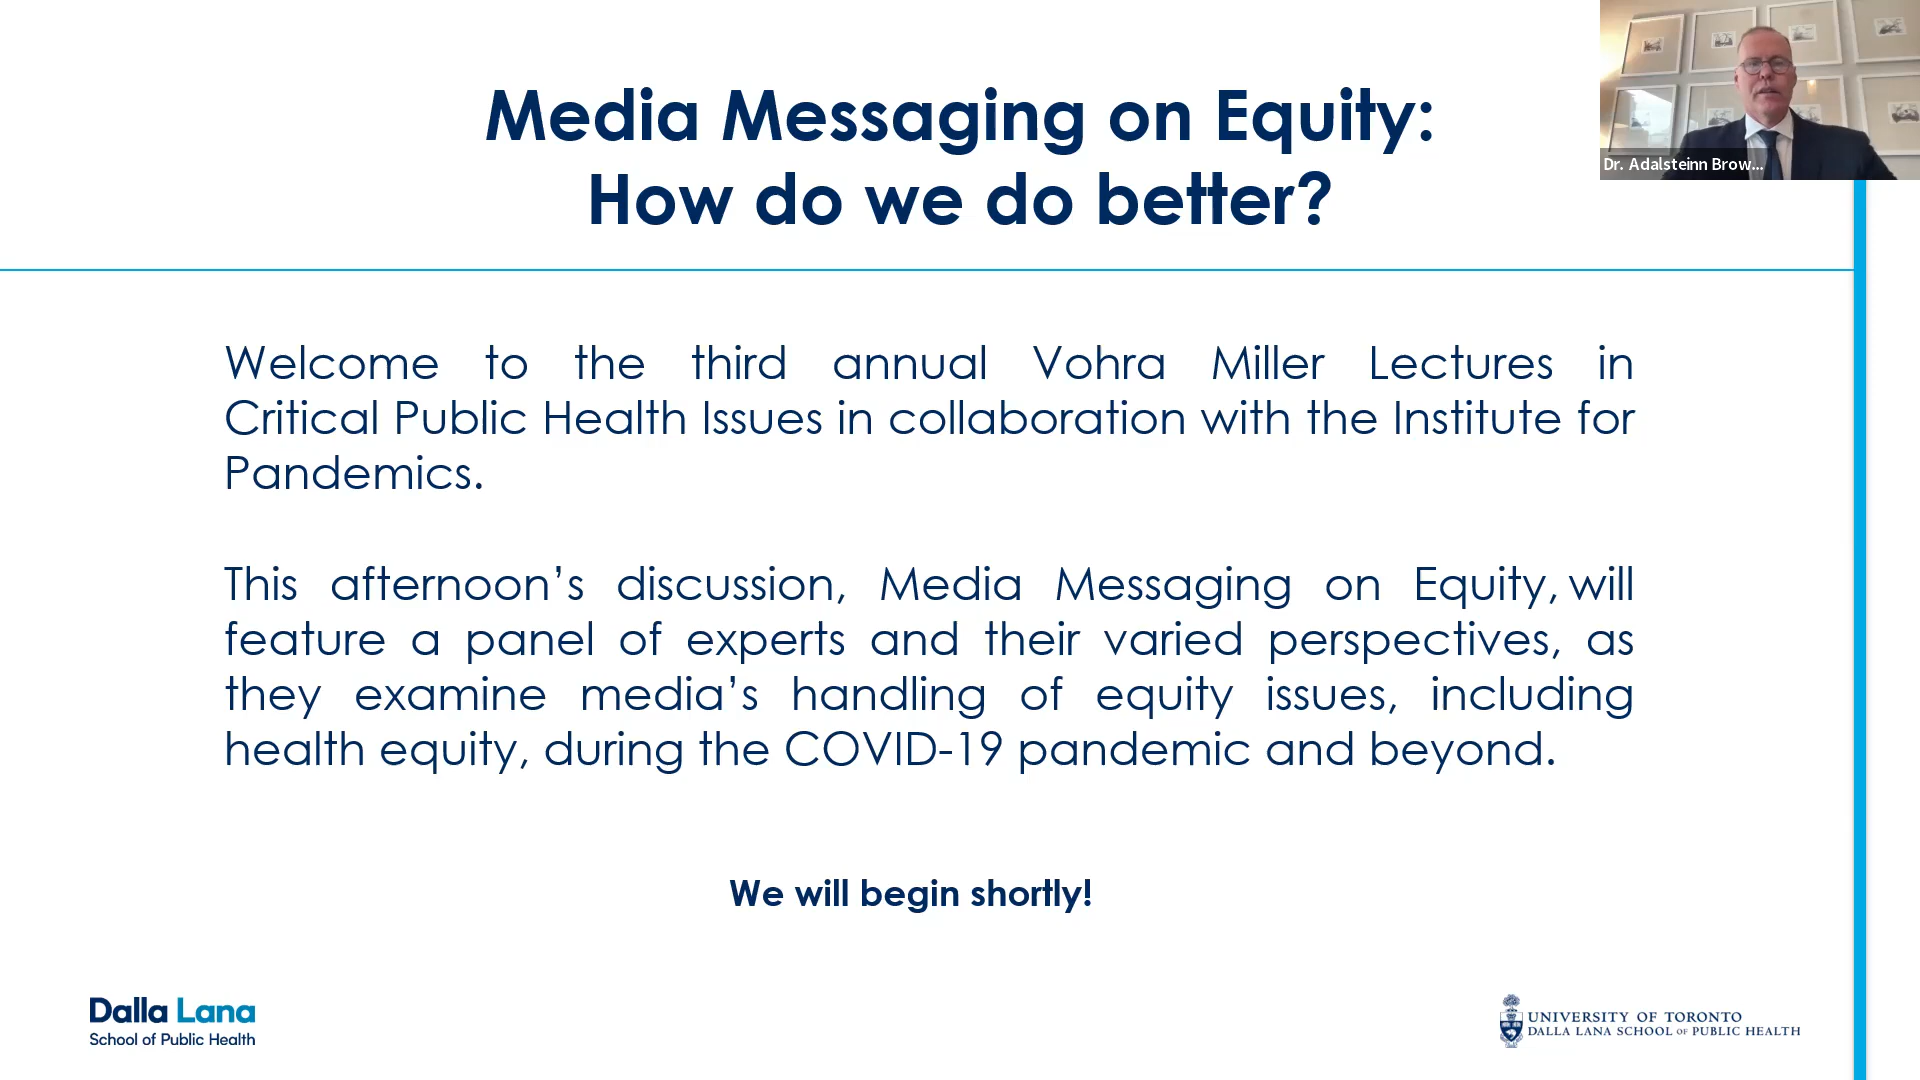 Media Messaging on Equity:
How do we do better?
Dr. Adalsteinn Brow...
Welcome to the third annual Vohra Miller Lectures in
Critical Public Health Issues in collaboration with the Institute for
Pandemics.
This afternoon’s discussion, Media Messaging on Equity, will
feature a panel of experts and their varied perspectives, as
they examine media’s handling of equity issues, including
health equity, during the COVID-19 pandemic and beyond.
We will begin shortly!
Dalla Lana
School of Public Health
UNIVERSITY OF TORONTO
DALLA LANA SCHOOL OF PUBLIC HEALTH